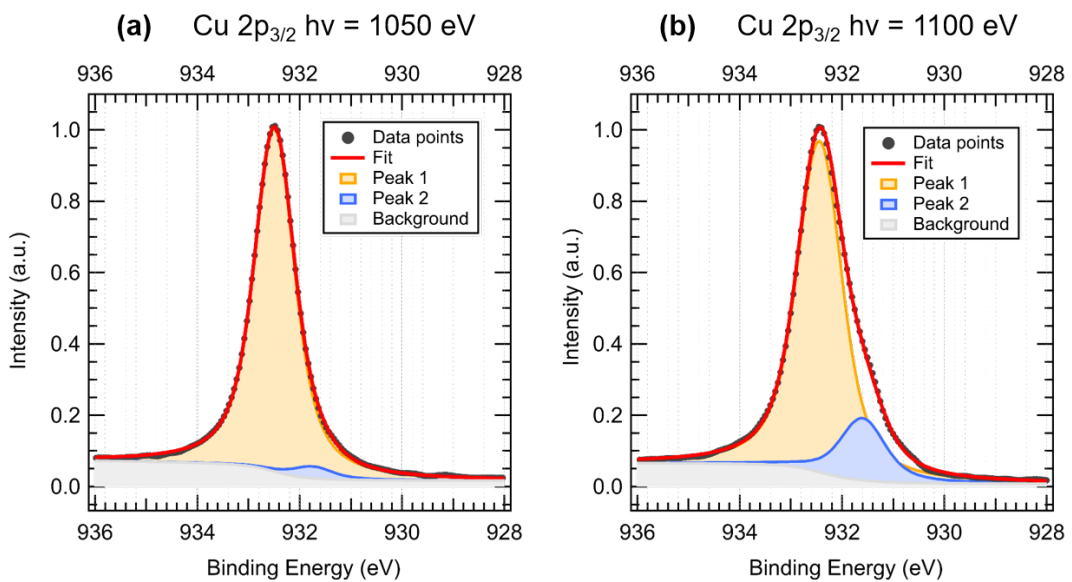 (a) Cu 2p3/2 hν = 1050 eV
936 934 932 930 928
1.0
0.8
0.6
0.4
0.2
0.0
Intensity (a.u.)
Data points
Fit
Peak 1
Peak 2
Background
936 934 932 930 928
Binding Energy (eV)
(b) Cu 2p3/2 hν = 1100 eV
936 934 932 930 928
1.0
0.8
0.6
0.4
0.2
0.0
Intensity (a.u.)
Data points
Fit
Peak 1
Peak 2
Background
936 934 932 930 928
Binding Energy (eV)